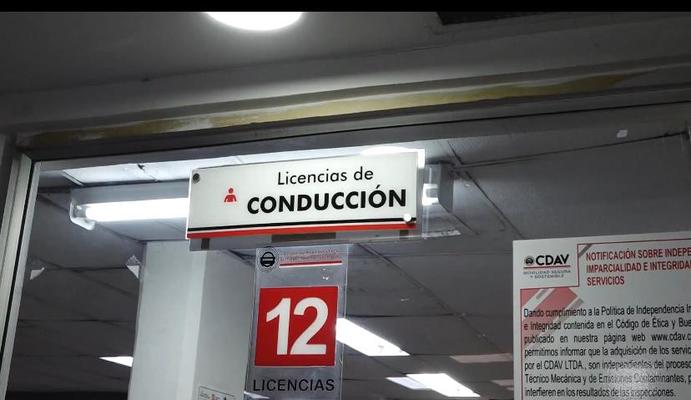 Licencias de
CONDUCCIÓN
12
LICENCIAS
CDAV
MOVILIDAD SEGURA
Y SOSTENIBLE
NOTIFICACIÓN SOBRE INDEPE
IMPARCIALIDAD E INTEGRIDA
SERVICIOS
Dando cumplimiento a la Política de Independencia Im
e Integridad contenida en el Código de Ética y Bue
publicado en nuestra página web www.cdav.c
permitimos informar que la adquisición de los servic
por el CDAV LTDA., son independientes del proceso
Técnico Mecánica y de Emisiones Contaminantes, p
interfieren en los resultados de las inspecciones.